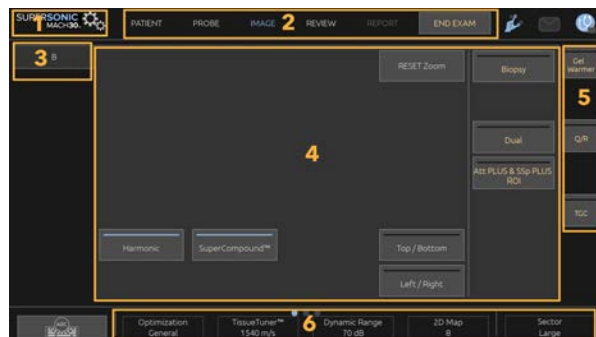 SUPERSONIC
MACH30
1
PATIENT PROBE IMAGE 2 REVIEW REPORT END EXAM
3 B
RESET Zoom
Biopsy
Gel
Warmer
5
4
Dual
Q/R
Att PLUS & SSp PLUS
ROI
TGC
Harmonic SuperCompound™ Top / Bottom
Left / Right
6
Optimization TissueTuner™ Dynamic Range 2D Map Sector
General 1540 m/s 70 dB 8 Large